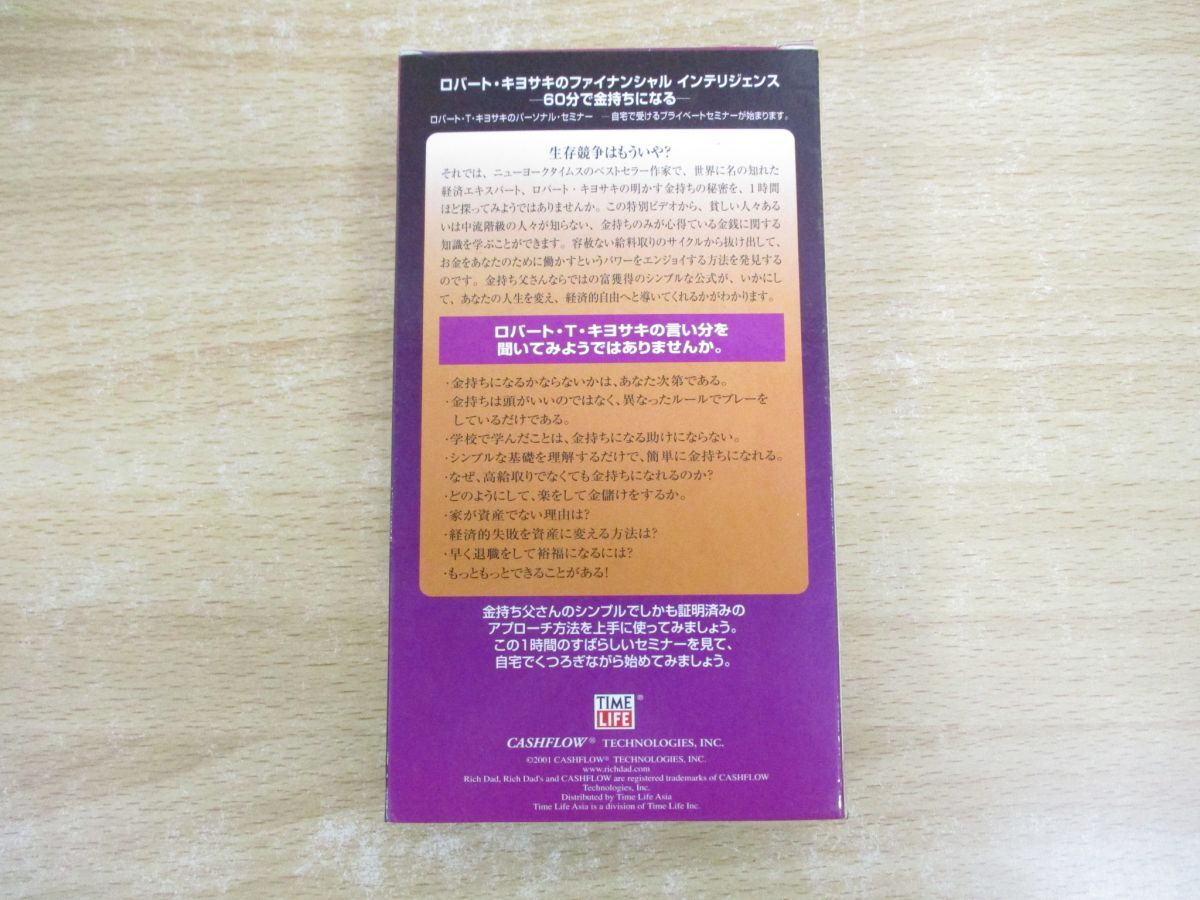 ロバート・キヨサキのファイナンシャル インテリジェンス
―60分で金持ちになる―
ロバート・T・キヨサキのパーソナル・セミナー ―自宅で受けるプライベートセミナーが始まります。
生存競争はもういや?
それでは、ニューヨークタイムスのベストセラー作家で、世界に名の知れた
経済エキスパート、ロバート・キヨサキの明かす金持ちの秘密を、1時間
ほど探ってみようではありませんか。この特別ビデオから、貧しい人々ある
いは中流階級の人々が知らない、金持ちのみが心得ている金銭に関する
知識を学ぶことができます。容赦ない給料取りのサイクルから抜け出して、
お金をあなたのために働かすというパワーをエンジョイする方法を発見する
のです。金持ち父さんならではの富獲得のシンプルな公式が、いかにし
て、あなたの人生を変え、経済的自由へと導いてくれるかがわかります。
ロバート・T・キヨサキの言い分を
聞いてみようではありませんか。
・金持ちになるかならないかは、あなた次第である。
・金持ちは頭がいいのではなく、異なったルールでプレーを
しているだけである。
・学校で学んだことは、金持ちになる助けにならない。
・シンプルな基礎を理解するだけで、簡単に金持ちになれる。
・なぜ、高給取りでなくても金持ちになれるのか?
・どのようにして、楽をして金儲けをするか。
・家が資産でない理由は?
・経済的失敗を資産に変える方法は?
・早く退職をして裕福になるには?
・もっともっとできることがある!
金持ち父さんのシンプルでしかも証明済みの
アプローチ方法を上手に使ってみましょう。
この1時間のすばらしいセミナーを見て、
自宅でくつろぎながら始めてみましょう。
TIME
LIFE ®
CASHFLOW® TECHNOLOGIES, INC.
©2001 CASHFLOW® TECHNOLOGIES, INC.
www.richdad.com
Rich Dad, Rich Dad's and CASHFLOW are registered trademarks of CASHFLOW
Technologies, Inc.
Distributed by Time Life Asia
Time Life Asia is a division of Time Life Inc.